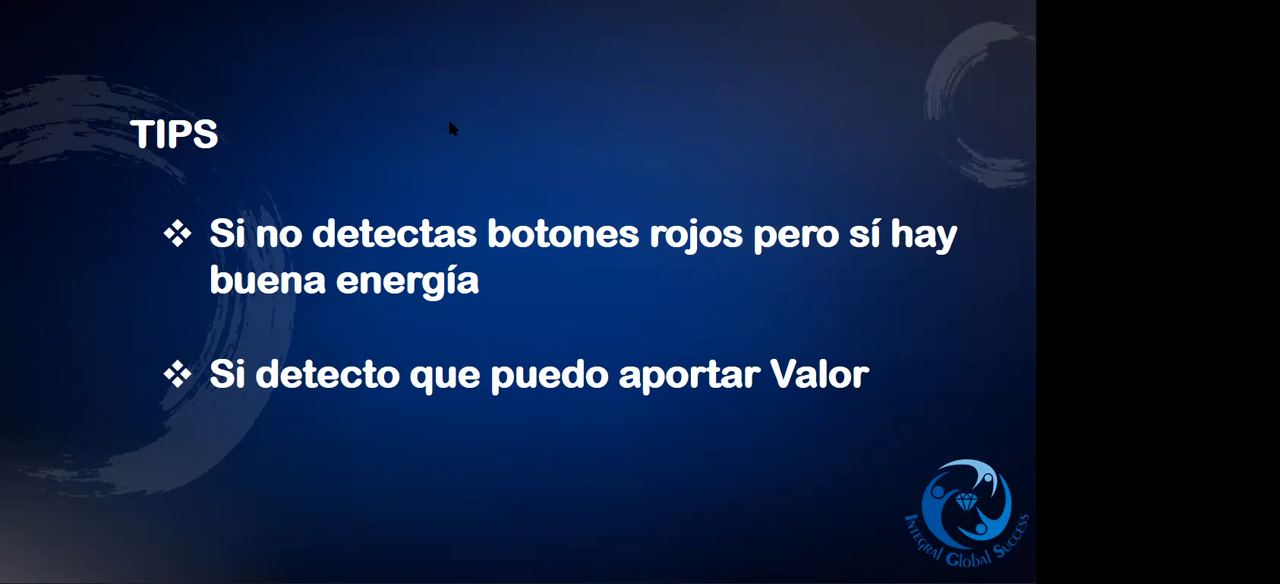 TIPS
❖ Si no detectas botones rojos pero sí hay
buena energía
❖ Si detecto que puedo aportar Valor
INTEGRAL GLOBAL SUCCESS